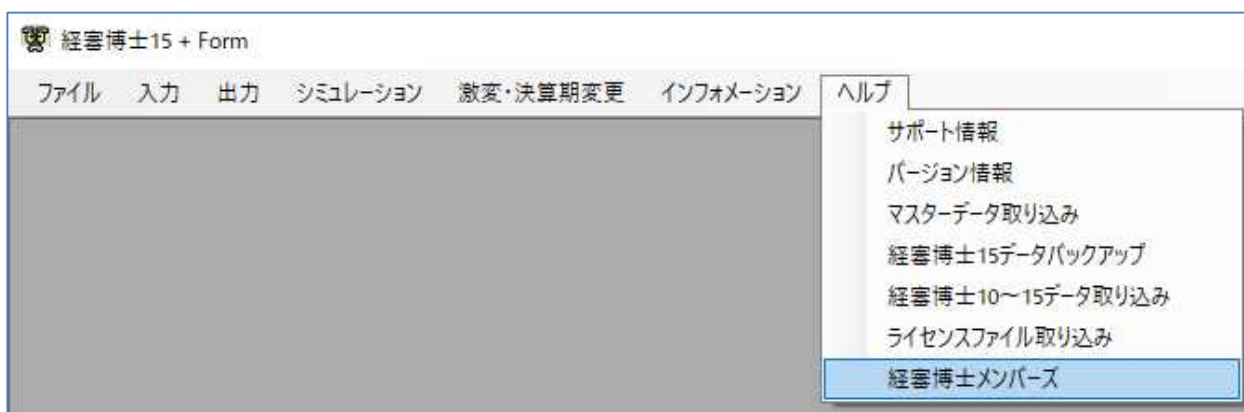 経審博士15 + Form
ファイル 入力 出力 シミュレーション 激変・決算期変更 インフォメーション ヘルプ
サポート情報
バージョン情報
マスターデータ取り込み
経審博士15データバックアップ
経審博士10～15データ取り込み
ライセンスファイル取り込み
経審博士メンバーズ